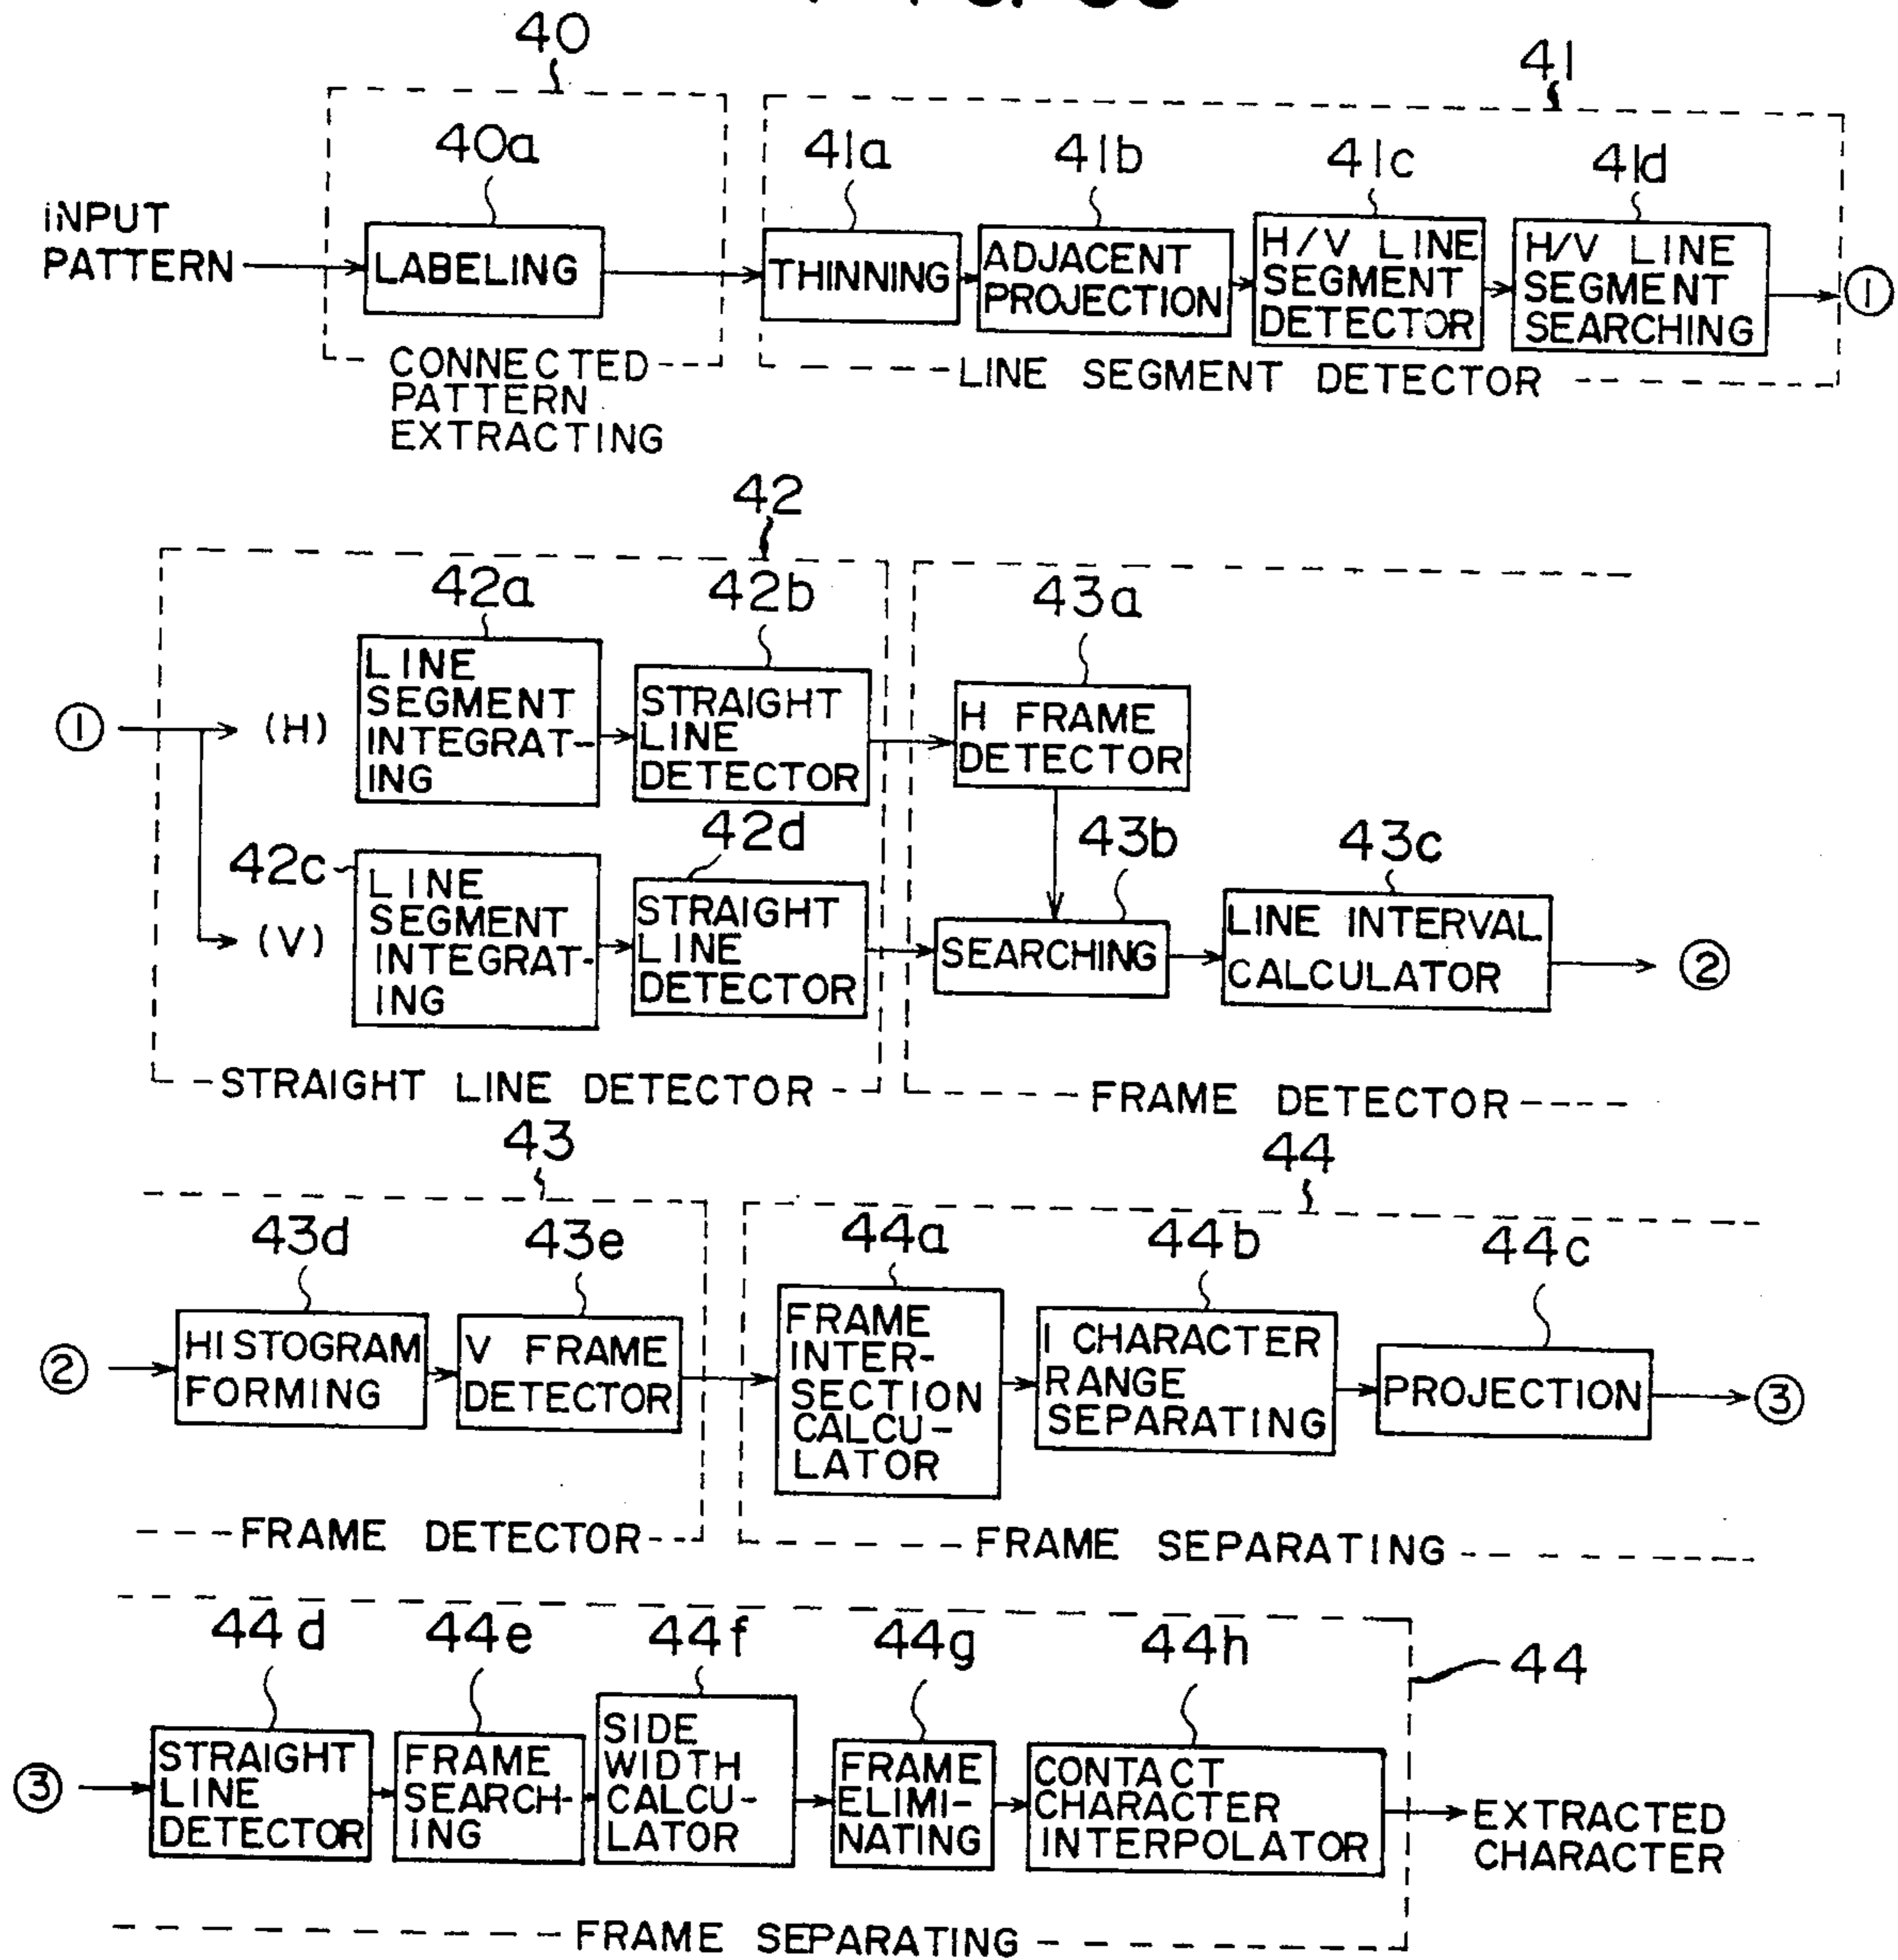 40
41
40a
41a
41b
41c
41d
INPUT
PATTERN
LABELING
THINNING
ADJACENT
PROJECTION
H/V LINE
SEGMENT
DETECTOR
H/V LINE
SEGMENT
SEARCHING
①
CONNECTED
PATTERN
EXTRACTING
LINE SEGMENT DETECTOR
42
42a
42b
43a
①
(H)
LINE
SEGMENT
INTEGRAT-
ING
STRAIGHT
LINE
DETECTOR
H FRAME
DETECTOR
42c
42d
43b
43c
(V)
LINE
SEGMENT
INTEGRAT-
ING
STRAIGHT
LINE
DETECTOR
SEARCHING
LINE INTERVAL
CALCULATOR
②
STRAIGHT LINE DETECTOR
FRAME DETECTOR
43
44
43d
43e
44a
44b
44c
②
HISTOGRAM
FORMING
V FRAME
DETECTOR
FRAME
INTER-
SECTION
CALCU-
LATOR
1 CHARACTER
RANGE
SEPARATING
PROJECTION
③
FRAME DETECTOR
FRAME SEPARATING
44d
44e
44f
44g
44h
44
③
STRAIGHT
LINE
DETECTOR
FRAME
SEARCH-
ING
SIDE
WIDTH
CALCU-
LATOR
FRAME
ELIMI-
NATING
CONTACT
CHARACTER
INTERPOLATOR
EXTRACTED
CHARACTER
FRAME SEPARATING